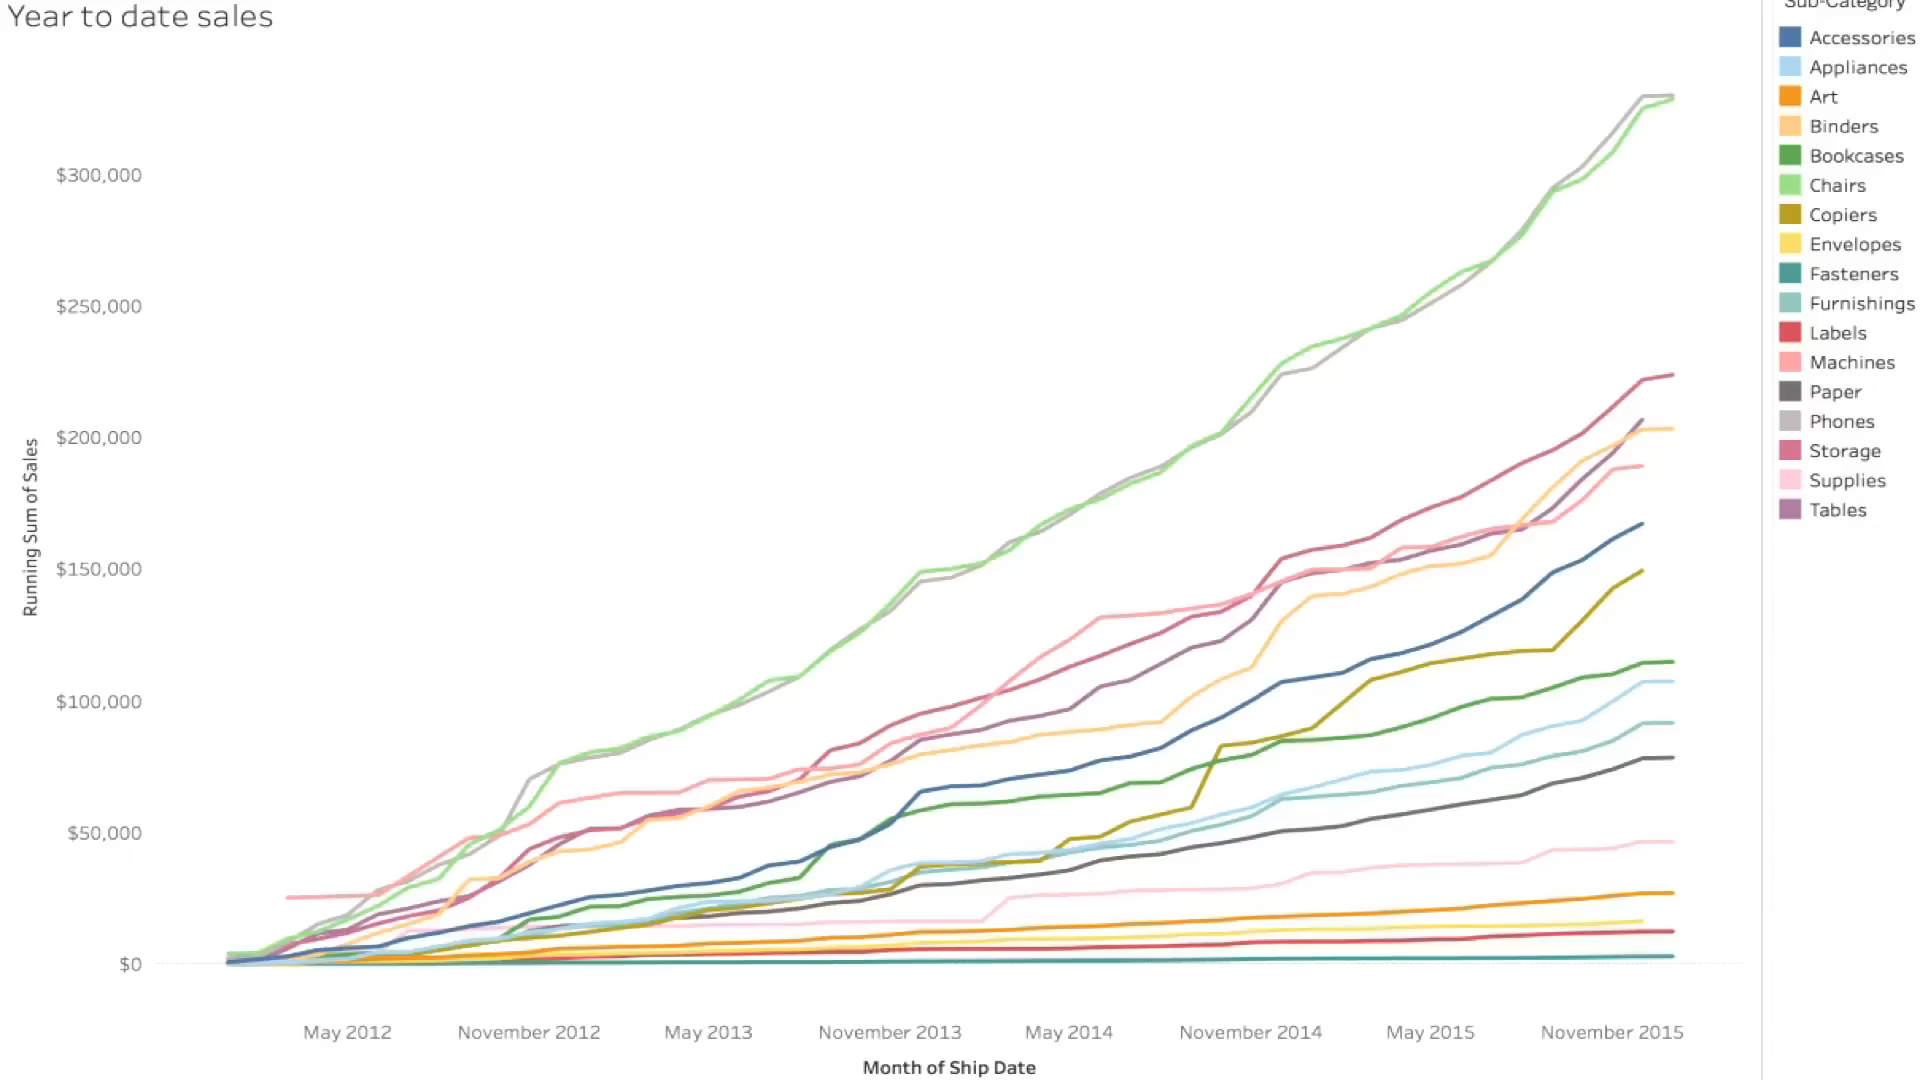 Year to date sales
Sub-Category
Accessories
Appliances
Art
Binders
Bookcases
Chairs
Copiers
Envelopes
Fasteners
Furnishings
Labels
Machines
Paper
Phones
Storage
Supplies
Tables
$300,000
$250,000
$200,000
$150,000
$100,000
$50,000
$0
Running Sum of Sales
May 2012
November 2012
May 2013
November 2013
May 2014
November 2014
May 2015
November 2015
Month of Ship Date